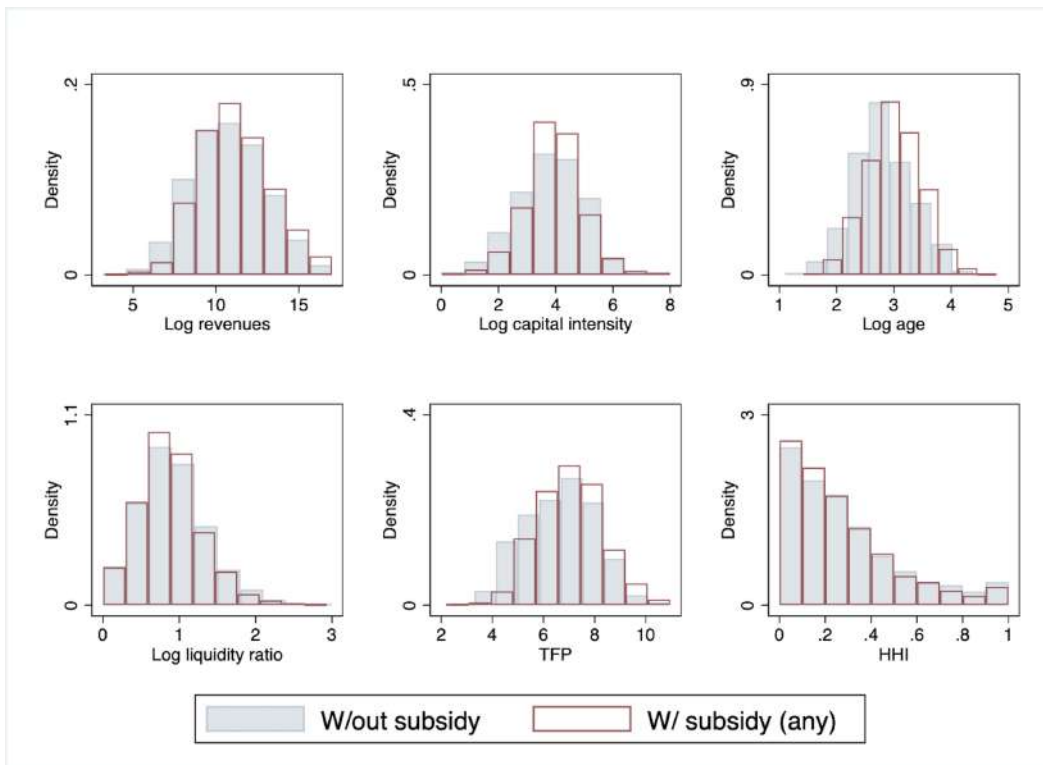 .2
0
Density
5 10 15
Log revenues
.5
0
Density
0 2 4 6 8
Log capital intensity
.9
0
Density
1 2 3 4 5
Log age
1.1
0
Density
0 1 2 3
Log liquidity ratio
.4
0
Density
2 4 6 8 10
TFP
3
0
Density
0 .2 .4 .6 .8 1
HHI
W/out subsidy W/ subsidy (any)